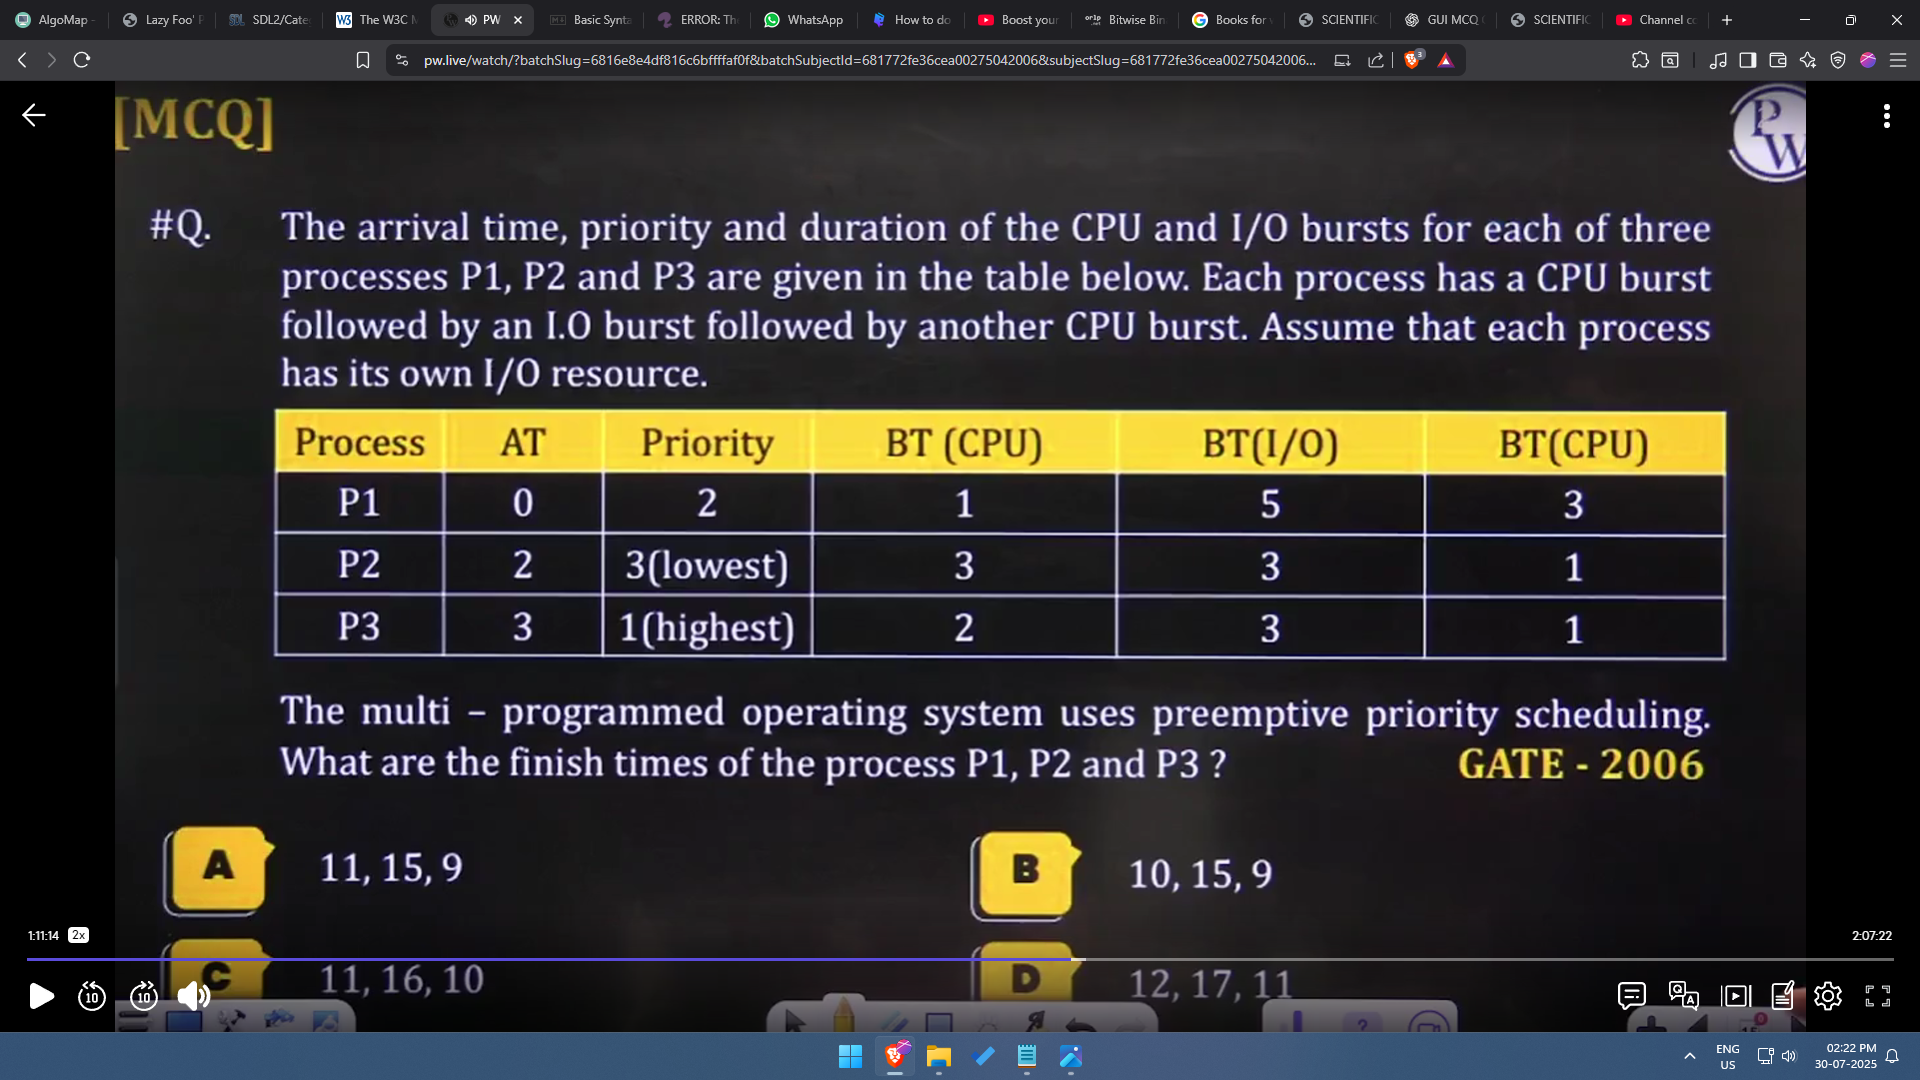 AlgoMap -
Lazy Foo' P
SDL2/Cate
The W3C M
PW
Basic Synta
ERROR: Th
WhatsApp
How to do
Boost your
Bitwise Bin
Books for
SCIENTIFIC
GUI MCQ
SCIENTIFIC
Channel co
pw.live/watch/?batchSlug=6816e8e4df816c6bffffaf0f&batchSubjectId=681772fe36cea00275042006&subjectSlug=681772fe36cea00275042006...
3
[MCQ]
PW
#Q. The arrival time, priority and duration of the CPU and I/O bursts for each of three
processes P1, P2 and P3 are given in the table below. Each process has a CPU burst
followed by an I.O burst followed by another CPU burst. Assume that each process
has its own I/O resource.
Process AT Priority BT (CPU) BT(I/O) BT(CPU)
P1 0 2 1 5 3
P2 2 3(lowest) 3 3 1
P3 3 1(highest) 2 3 1
The multi – programmed operating system uses preemptive priority scheduling.
What are the finish times of the process P1, P2 and P3 ? GATE - 2006
A 11, 15, 9
B 10, 15, 9
1:11:14 2x
2:07:22
C 11, 16, 10
D 12, 17, 11
10 10
ENG
US
02:22 PM
30-07-2025